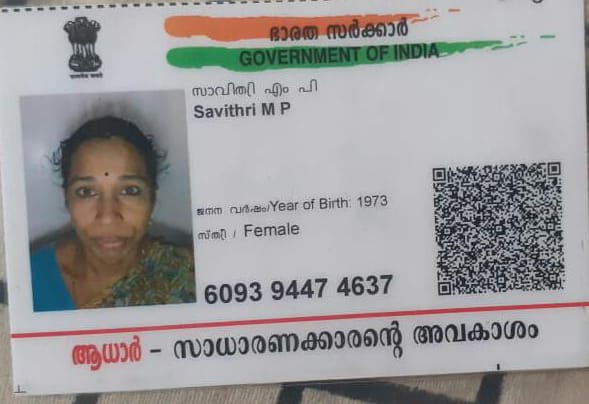 ഭാരത സർക്കാർ
GOVERNMENT OF INDIA
സാവിത്രി എം പി
Savithri M P
ജനന വർഷം/Year of Birth: 1973
സ്ത്രീ / Female
6093 9447 4637
ആധാർ - സാധാരണക്കാരന്റെ അവകാശം